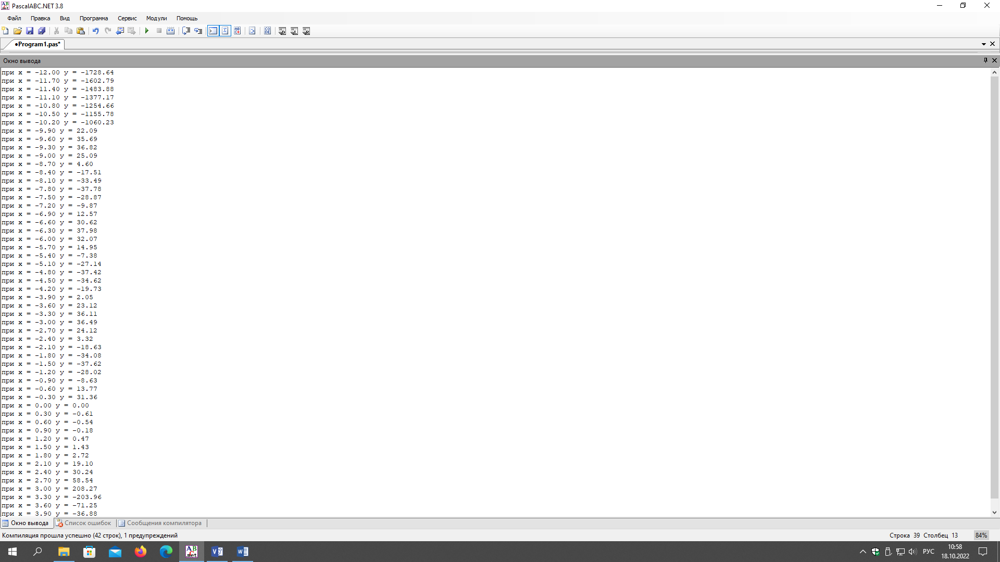 PascalABC.NET 3.8
Файл Правка Вид Программа Сервис Модули Помощь
•Program1.pas*
Окно вывода
при x = -12.00 y = -1728.64
при x = -11.70 y = -1602.79
при x = -11.40 y = -1483.88
при x = -11.10 y = -1377.17
при x = -10.80 y = -1254.66
при x = -10.50 y = -1155.78
при x = -10.20 y = -1060.23
при x = -9.90 y = 22.09
при x = -9.60 y = 35.69
при x = -9.30 y = 36.82
при x = -9.00 y = 25.09
при x = -8.70 y = 4.60
при x = -8.40 y = -17.51
при x = -8.10 y = -33.49
при x = -7.80 y = -37.78
при x = -7.50 y = -28.87
при x = -7.20 y = -9.87
при x = -6.90 y = 12.57
при x = -6.60 y = 30.62
при x = -6.30 y = 37.98
при x = -6.00 y = 32.07
при x = -5.70 y = 14.95
при x = -5.40 y = -7.38
при x = -5.10 y = -27.14
при x = -4.80 y = -37.42
при x = -4.50 y = -34.62
при x = -4.20 y = -19.73
при x = -3.90 y = 2.05
при x = -3.60 y = 23.12
при x = -3.30 y = 36.11
при x = -3.00 y = 36.49
при x = -2.70 y = 24.12
при x = -2.40 y = 3.32
при x = -2.10 y = -18.63
при x = -1.80 y = -34.08
при x = -1.50 y = -37.62
при x = -1.20 y = -28.02
при x = -0.90 y = -8.63
при x = -0.60 y = 13.77
при x = -0.30 y = 31.36
при x = 0.00 y = 0.00
при x = 0.30 y = -0.61
при x = 0.60 y = -0.54
при x = 0.90 y = -0.18
при x = 1.20 y = 0.47
при x = 1.50 y = 1.43
при x = 1.80 y = 2.72
при x = 2.10 y = 19.10
при x = 2.40 y = 30.24
при x = 2.70 y = 58.54
при x = 3.00 y = 208.27
при x = 3.30 y = -203.96
при x = 3.60 y = -71.25
при x = 3.90 y = -36.88
Окно вывода Список ошибок Сообщения компилятора
Компиляция прошла успешно (42 строк), 1 предупреждений Строка 39 Столбец 13 84%
РУС 10:58
18.10.2022